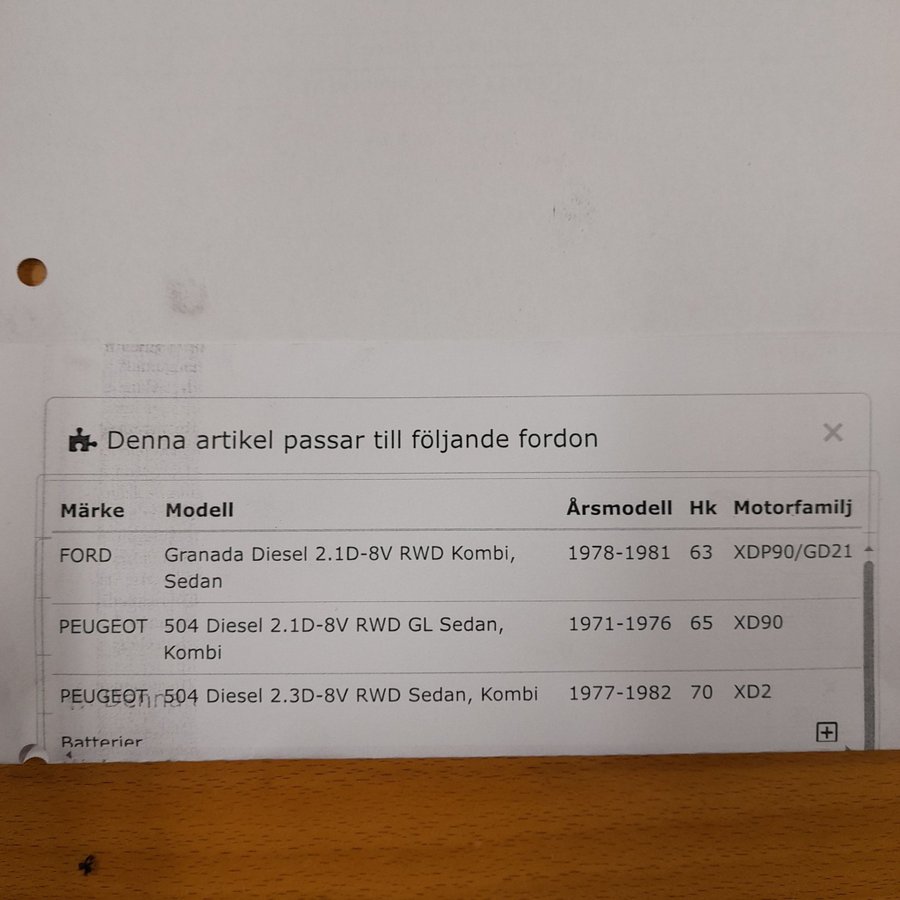 Denna artikel passar till följande fordon
Märke Modell Årsmodell Hk Motorfamilj
FORD Granada Diesel 2.1D-8V RWD Kombi, 1978-1981 63 XDP90/GD21
Sedan
PEUGEOT 504 Diesel 2.1D-8V RWD GL Sedan, 1971-1976 65 XD90
Kombi
PEUGEOT 504 Diesel 2.3D-8V RWD Sedan, Kombi 1977-1982 70 XD2
Denna
Batterier